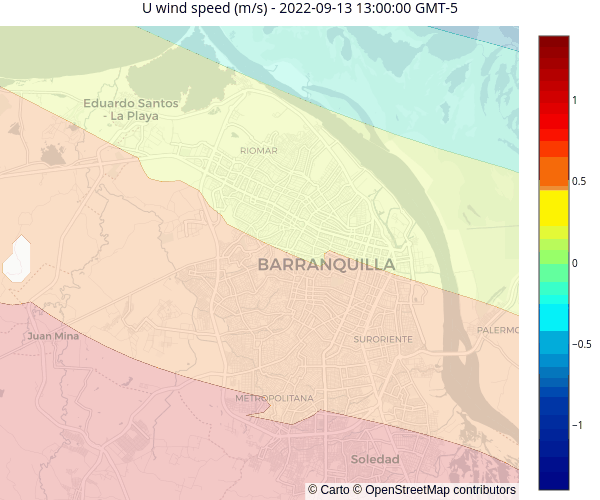 U wind speed (m/s) - 2022-09-13 13:00:00 GMT-5
Eduardo Santos
- La Playa
RIOMAR
BARRANQUILLA
SURORIENTE
PALERMO
Juan Mina
METROPOLITANA
Soledad
© Carto © OpenStreetMap contributors
1
0.5
0
−0.5
−1